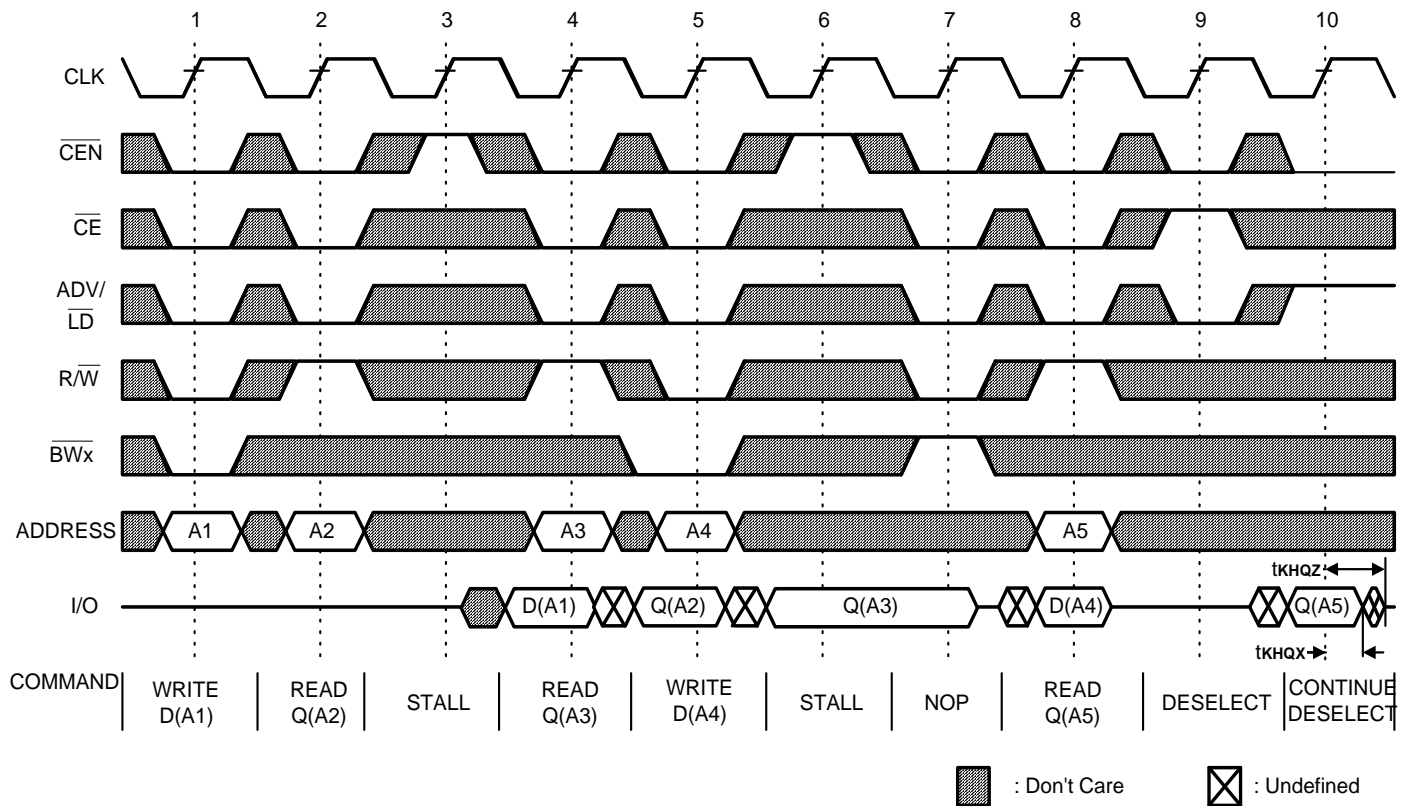 1 2 3 4 5 6 7 8 9 10
CLK
CEN
CE
ADV/
LD
R/W
BWx
ADDRESS A1 A2 A3 A4 A5
tKHQZ
I/O D(A1) Q(A2) Q(A3) D(A4) Q(A5)
tKHQX
COMMAND
WRITE
D(A1)
READ
Q(A2)
STALL
READ
Q(A3)
WRITE
D(A4)
STALL
NOP
READ
Q(A5)
DESELECT
CONTINUE
DESELECT
: Don't Care
: Undefined